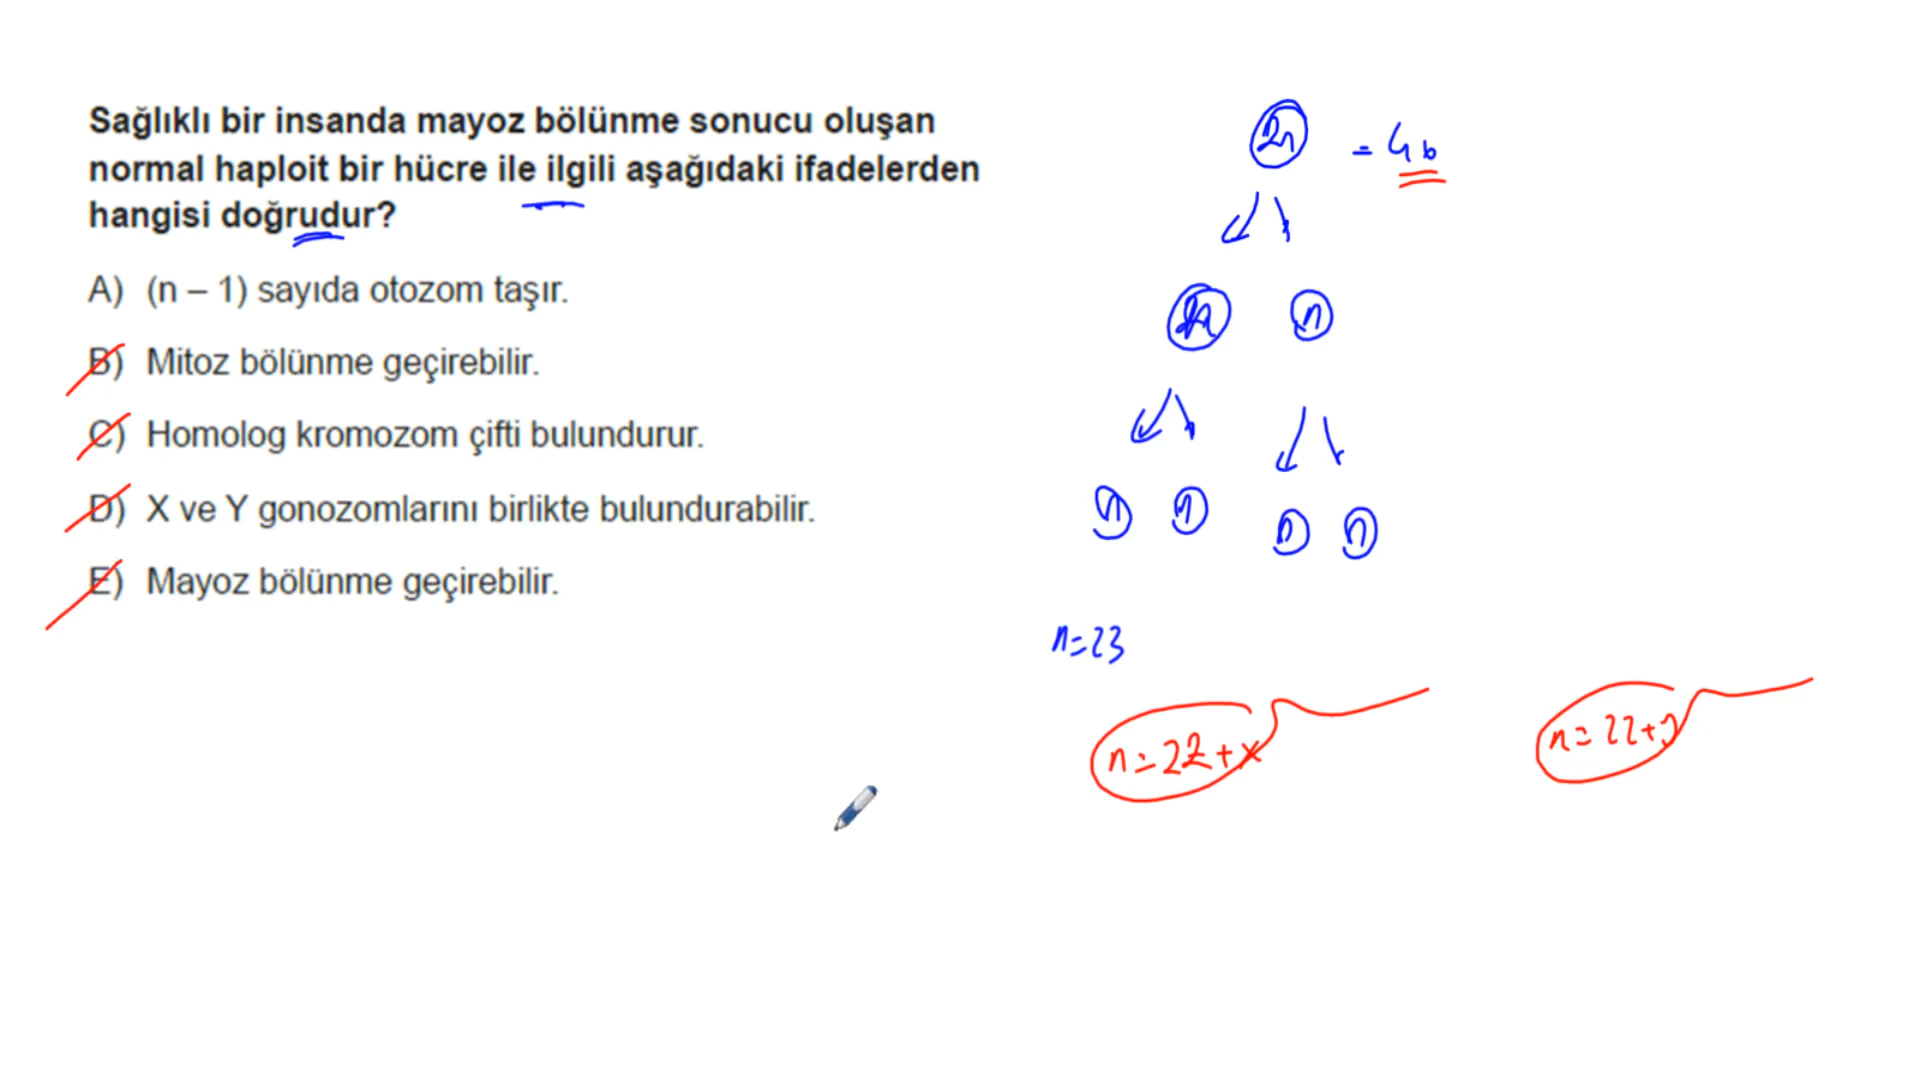 Sağlıklı bir insanda mayoz bölünme sonucu oluşan
normal haploit bir hücre ile ilgili aşağıdaki ifadelerden
hangisi doğrudur?
A) (n – 1) sayıda otozom taşır.
B) Mitoz bölünme geçirebilir.
C) Homolog kromozom çifti bulundurur.
D) X ve Y gonozomlarını birlikte bulundurabilir.
E) Mayoz bölünme geçirebilir.
2n = 46
n
n n n n
n=23
n=22+x
n=22+y